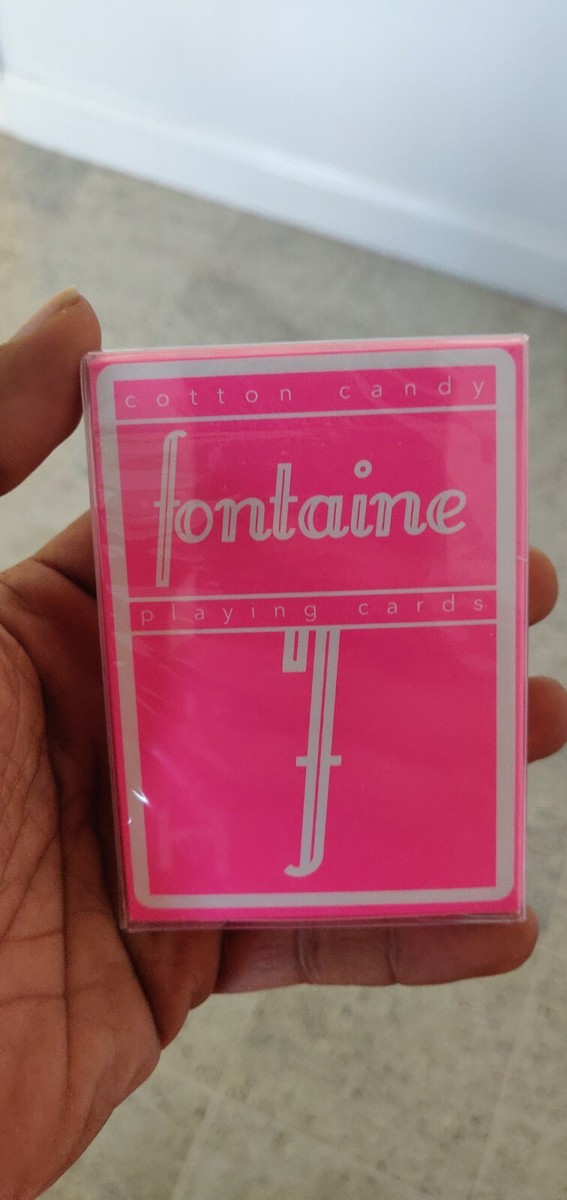 cotton candy
fontaine
playing cards
f